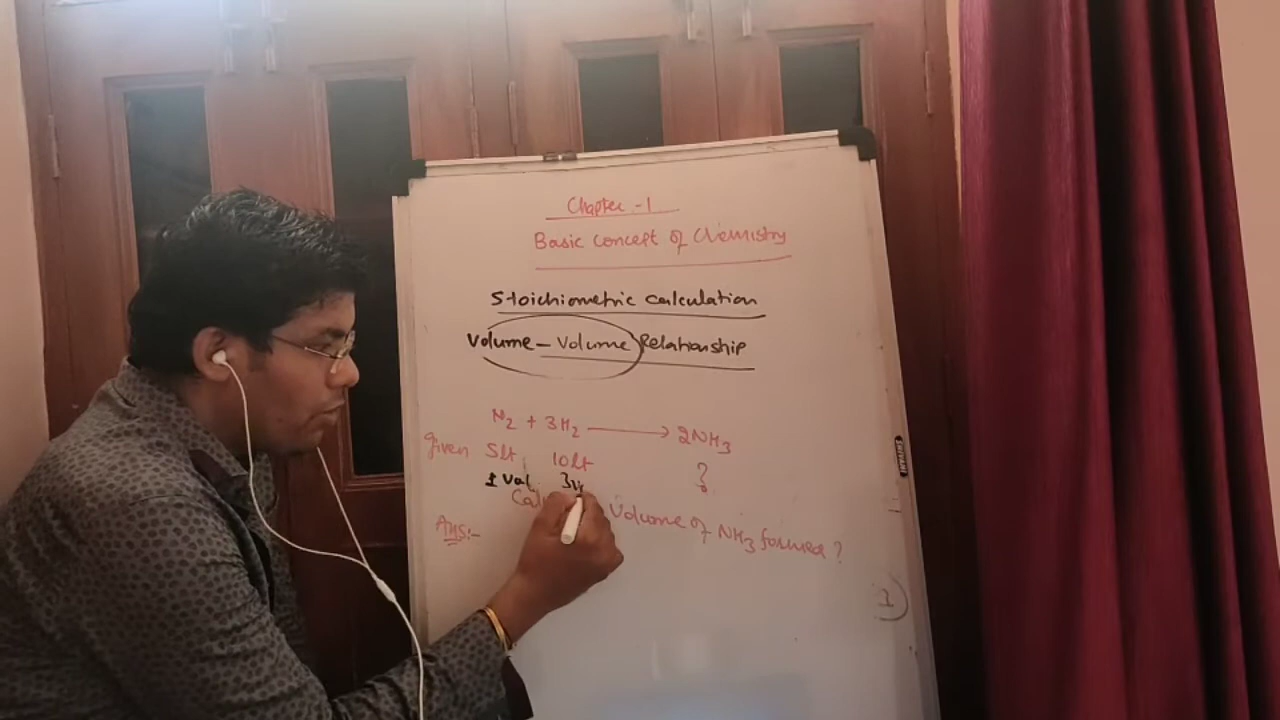 Chapter -1
Basic Concept of Chemistry
Stoichiometric calculation
Volume - Volume Relationship
N2 + 3H2 → 2NH3
given 5lt 10lt ?
1 Vol 3
Volume of NH3 formed?
Ans:-
1